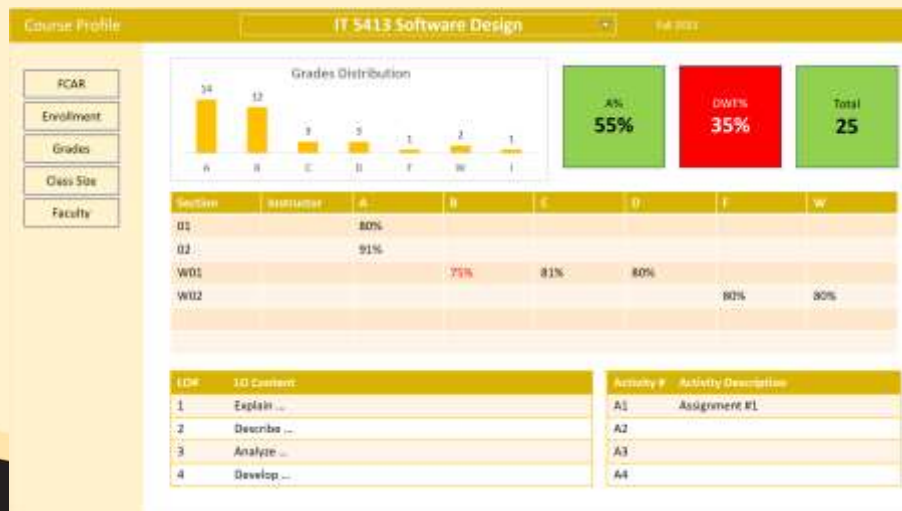 Course Profile IT 5413 Software Design Fall 2021
FCAR
Enrollment
Grades
Class Size
Faculty
Grades Distribution
14 12 3 3 1 2 1
A B C D F W I
A%
55%
DWF%
35%
Total
25
Section Instructor A B C D F W
01 80%
02 91%
W01 75% 81% 80%
W02 80% 80%
LO# LO Content
1 Explain ...
2 Describe ...
3 Analyze ...
4 Develop ...
Activity # Activity Description
A1 Assignment #1
A2
A3
A4